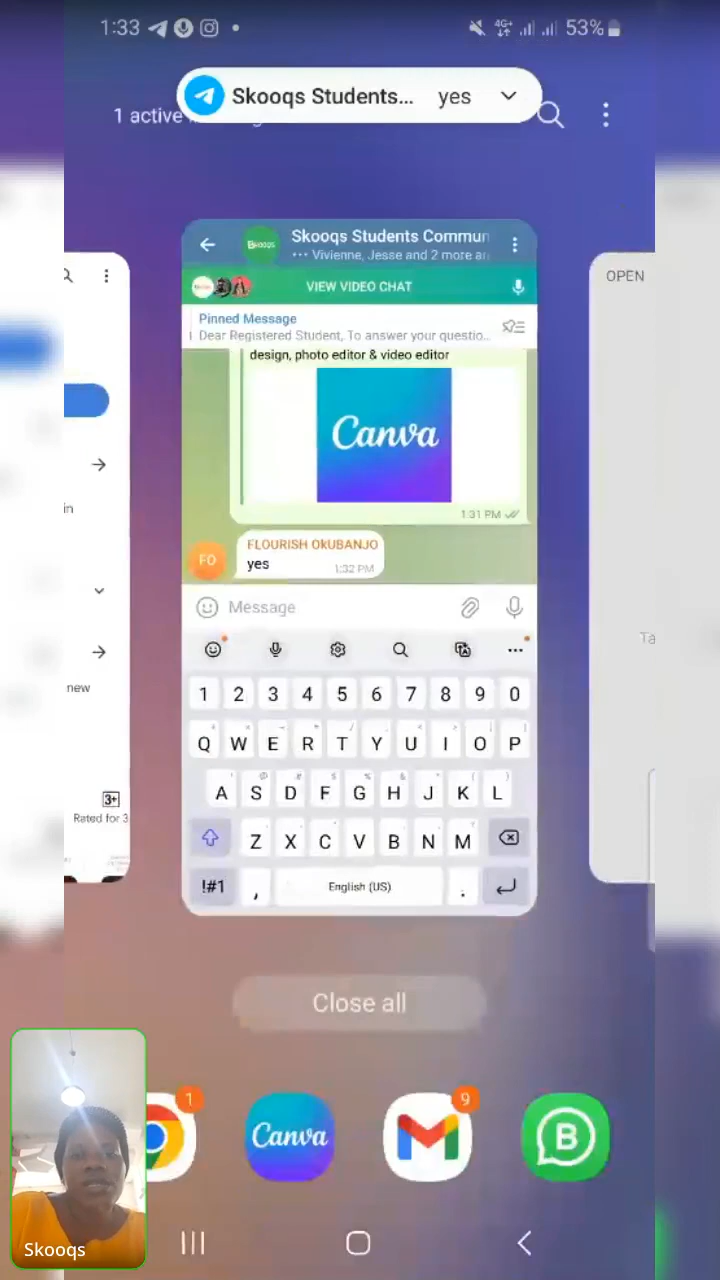 1:33
4G+
53%
Skooqs Students... yes
1 active
Skooqs Students Commun
Vivienne, Jesse and 2 more a
VIEW VIDEO CHAT
Pinned Message
Dear Registered Student, To answer your questio...
design, photo editor & video editor
Canva
1:31 PM
FO
FLOURISH OkUBANJO
yes
1:32 PM
Message
1 2 3 4 5 6 7 8 9 0
Q W E R T Y U I O P
A S D F G H J K L
Z X C V B N M
!#1 , English (US) .
OPEN
Ta
in
new
3+
Rated for 3
Close all
1
Canva
9
B
Skooqs